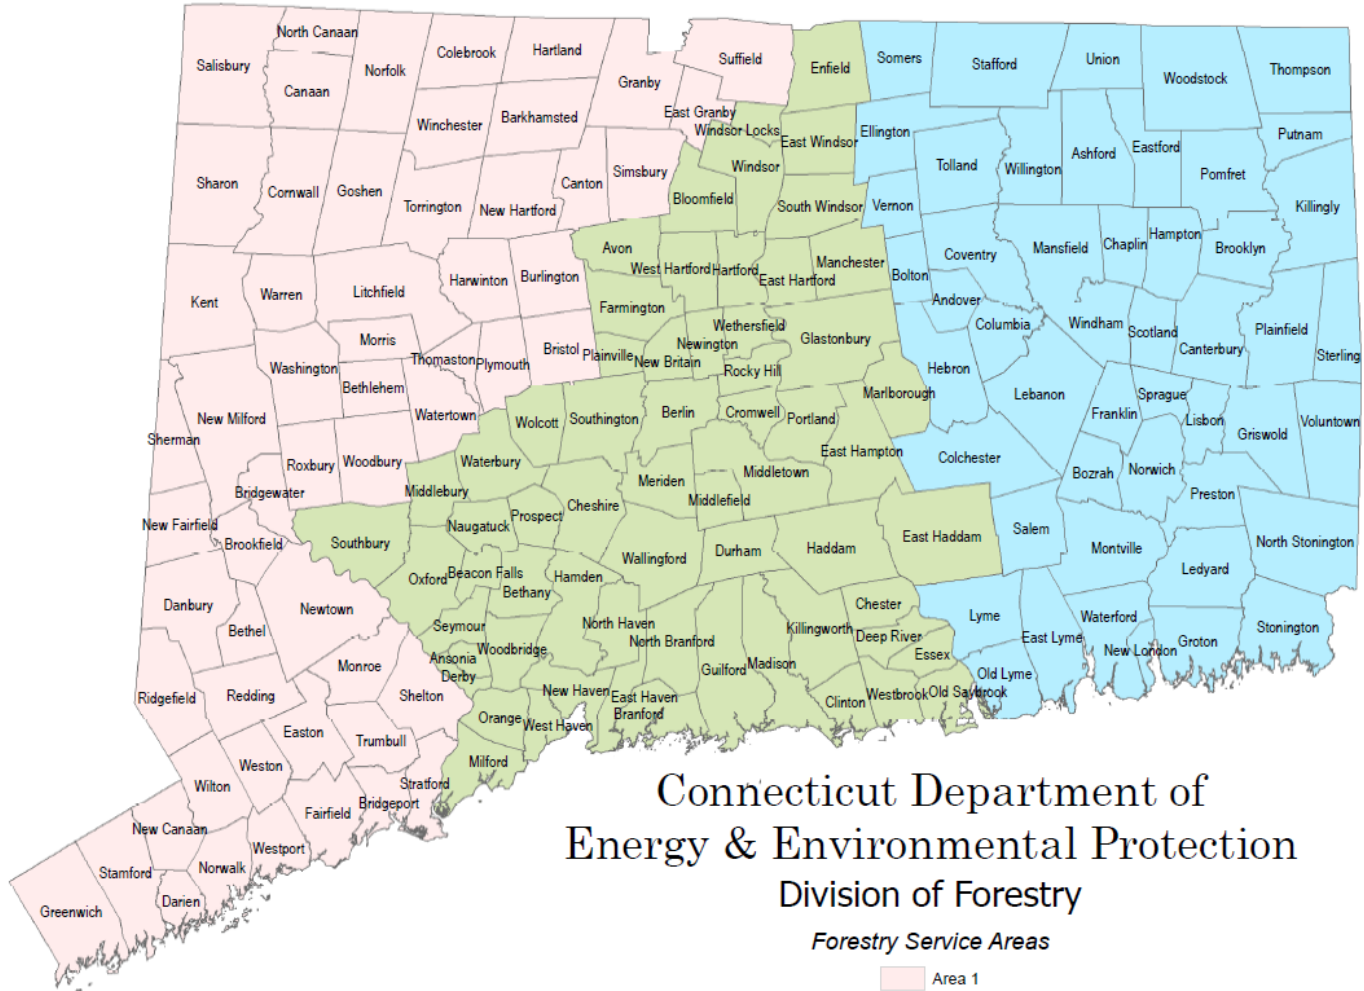 North Canaan
Colebrook
Hartland
Suffield
Salisbury
Norfolk
Granby
Enfield
Somers
Stafford
Union
Woodstock
Thompson
Canaan
Winchester
Barkhamsted
East Granby
Windsor Locks
East Windsor
Ellington
Putnam
Tolland
Willington
Ashford
Eastford
Pomfret
Sharon
Cornwall
Goshen
Torrington
New Hartford
Canton
Simsbury
Windsor
Bloomfield
South Windsor
Vernon
Killingly
Avon
West Hartford
Hartford
East Hartford
Manchester
Bolton
Coventry
Mansfield
Chaplin
Hampton
Brooklyn
Kent
Warren
Litchfield
Harwinton
Burlington
Farmington
Andover
Columbia
Windham
Scotland
Canterbury
Plainfield
Sterling
Morris
Washington
Bethlehem
Thomaston
Plymouth
Bristol
Plainville
New Britain
Newington
Wethersfield
Rocky Hill
Glastonbury
Marlborough
Hebron
Lebanon
Franklin
Sprague
Lisbon
Griswold
Voluntown
Sherman
New Milford
Watertown
Wolcott
Southington
Berlin
Cromwell
Portland
East Hampton
Colchester
Bozrah
Norwich
Preston
Roxbury
Woodbury
Bridgewater
Middlebury
Waterbury
Cheshire
Meriden
Middletown
Middlefield
New Fairfield
Brookfield
Southbury
Naugatuck
Prospect
Wallingford
Durham
Haddam
East Haddam
Salem
Montville
Ledyard
North Stonington
Oxford
Beacon Falls
Bethany
Hamden
Danbury
Bethel
Newtown
Seymour
Woodbridge
North Haven
North Branford
Guilford
Madison
Killingworth
Chester
Deep River
Essex
Lyme
East Lyme
Waterford
New London
Groton
Stonington
Ridgefield
Redding
Monroe
Shelton
Ansonia
Derby
Orange
New Haven
West Haven
East Haven
Branford
Clinton
Westbrook
Old Saybrook
Old Lyme
Easton
Trumbull
Milford
Weston
Wilton
Stratford
Bridgeport
Fairfield
New Canaan
Westport
Norwalk
Stamford
Darien
Greenwich
Connecticut Department of
Energy & Environmental Protection
Division of Forestry
Forestry Service Areas
Area 1